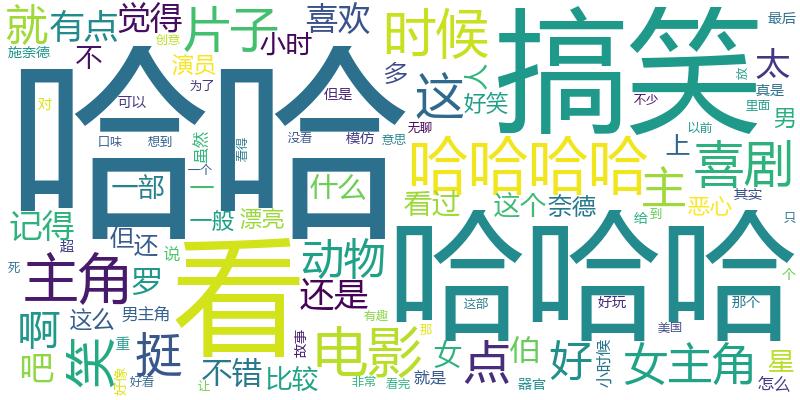 就
有点
觉得
片子
喜欢
时候
搞笑
最后
施奈德
创意
不
小时
演员
多
这
人
好笑
太
故
真是
为了
但是
不少
里面
男
哈哈
对
可以
口味
想到
虽然
看得
没看
模仿
无聊
意思
以前
上
哈哈哈哈
喜剧
一个
一部
一
什么
看过
这个
奈德
主
恶心
其实
记得
但
还
一般
漂亮
给
到
只
超
说
看
动物
哈哈哈
死
主角
罗
还是
这部
好玩
那个
个
啊
这么
男主角
有趣
那
美国
吧
笑
重
挺
故事
电影
女
点
伯
好
小时候
女主角
星
好像
好看
不错
让
比较
非常
看完
就是
器官
怎么